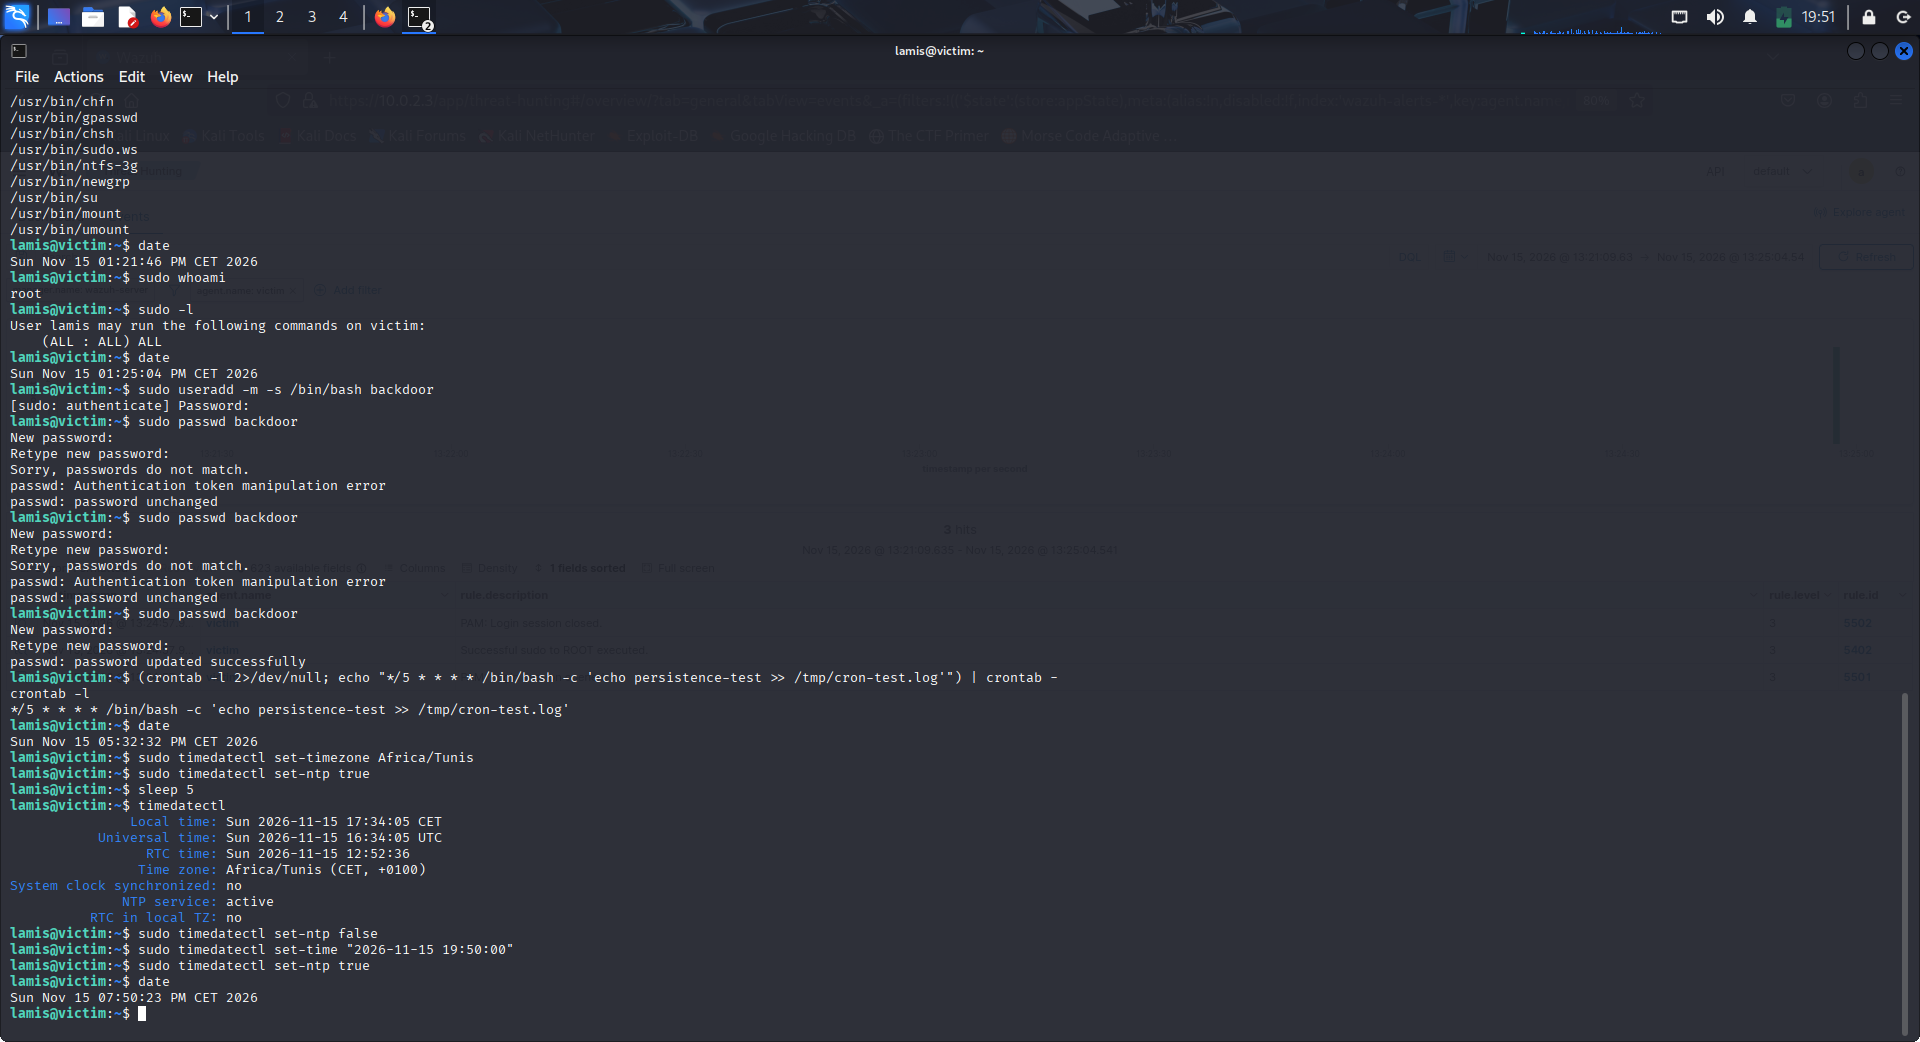 1 2 3 4 2 19:51
lamis@victim: ~
File Actions Edit View Help
/usr/bin/chfn
/usr/bin/gpasswd
/usr/bin/chsh
/usr/bin/sudo.ws
/usr/bin/ntfs-3g
/usr/bin/newgrp
/usr/bin/su
/usr/bin/mount
/usr/bin/umount
lamis@victim:~$ date
Sun Nov 15 01:21:46 PM CET 2026
lamis@victim:~$ sudo whoami
root
lamis@victim:~$ sudo -l
User lamis may run the following commands on victim:
    (ALL : ALL) ALL
lamis@victim:~$ date
Sun Nov 15 01:25:04 PM CET 2026
lamis@victim:~$ sudo useradd -m -s /bin/bash backdoor
[sudo: authenticate] Password:
lamis@victim:~$ sudo passwd backdoor
New password:
Retype new password:
Sorry, passwords do not match.
passwd: Authentication token manipulation error
passwd: password unchanged
lamis@victim:~$ sudo passwd backdoor
New password:
Retype new password:
Sorry, passwords do not match.
passwd: Authentication token manipulation error
passwd: password unchanged
lamis@victim:~$ sudo passwd backdoor
New password:
Retype new password:
passwd: password updated successfully
lamis@victim:~$ (crontab -l 2>/dev/null; echo "*/5 * * * * /bin/bash -c 'echo persistence-test >> /tmp/cron-test.log'") | crontab -
crontab -l
*/5 * * * * /bin/bash -c 'echo persistence-test >> /tmp/cron-test.log'
lamis@victim:~$ date
Sun Nov 15 05:32:32 PM CET 2026
lamis@victim:~$ sudo timedatectl set-timezone Africa/Tunis
lamis@victim:~$ sudo timedatectl set-ntp true
lamis@victim:~$ sleep 5
lamis@victim:~$ timedatectl
               Local time: Sun 2026-11-15 17:34:05 CET
           Universal time: Sun 2026-11-15 16:34:05 UTC
                 RTC time: Sun 2026-11-15 12:52:36
                Time zone: Africa/Tunis (CET, +0100)
System clock synchronized: no
              NTP service: active
          RTC in local TZ: no
lamis@victim:~$ sudo timedatectl set-ntp false
lamis@victim:~$ sudo timedatectl set-time "2026-11-15 19:50:00"
lamis@victim:~$ sudo timedatectl set-ntp true
lamis@victim:~$ date
Sun Nov 15 07:50:23 PM CET 2026
lamis@victim:~$